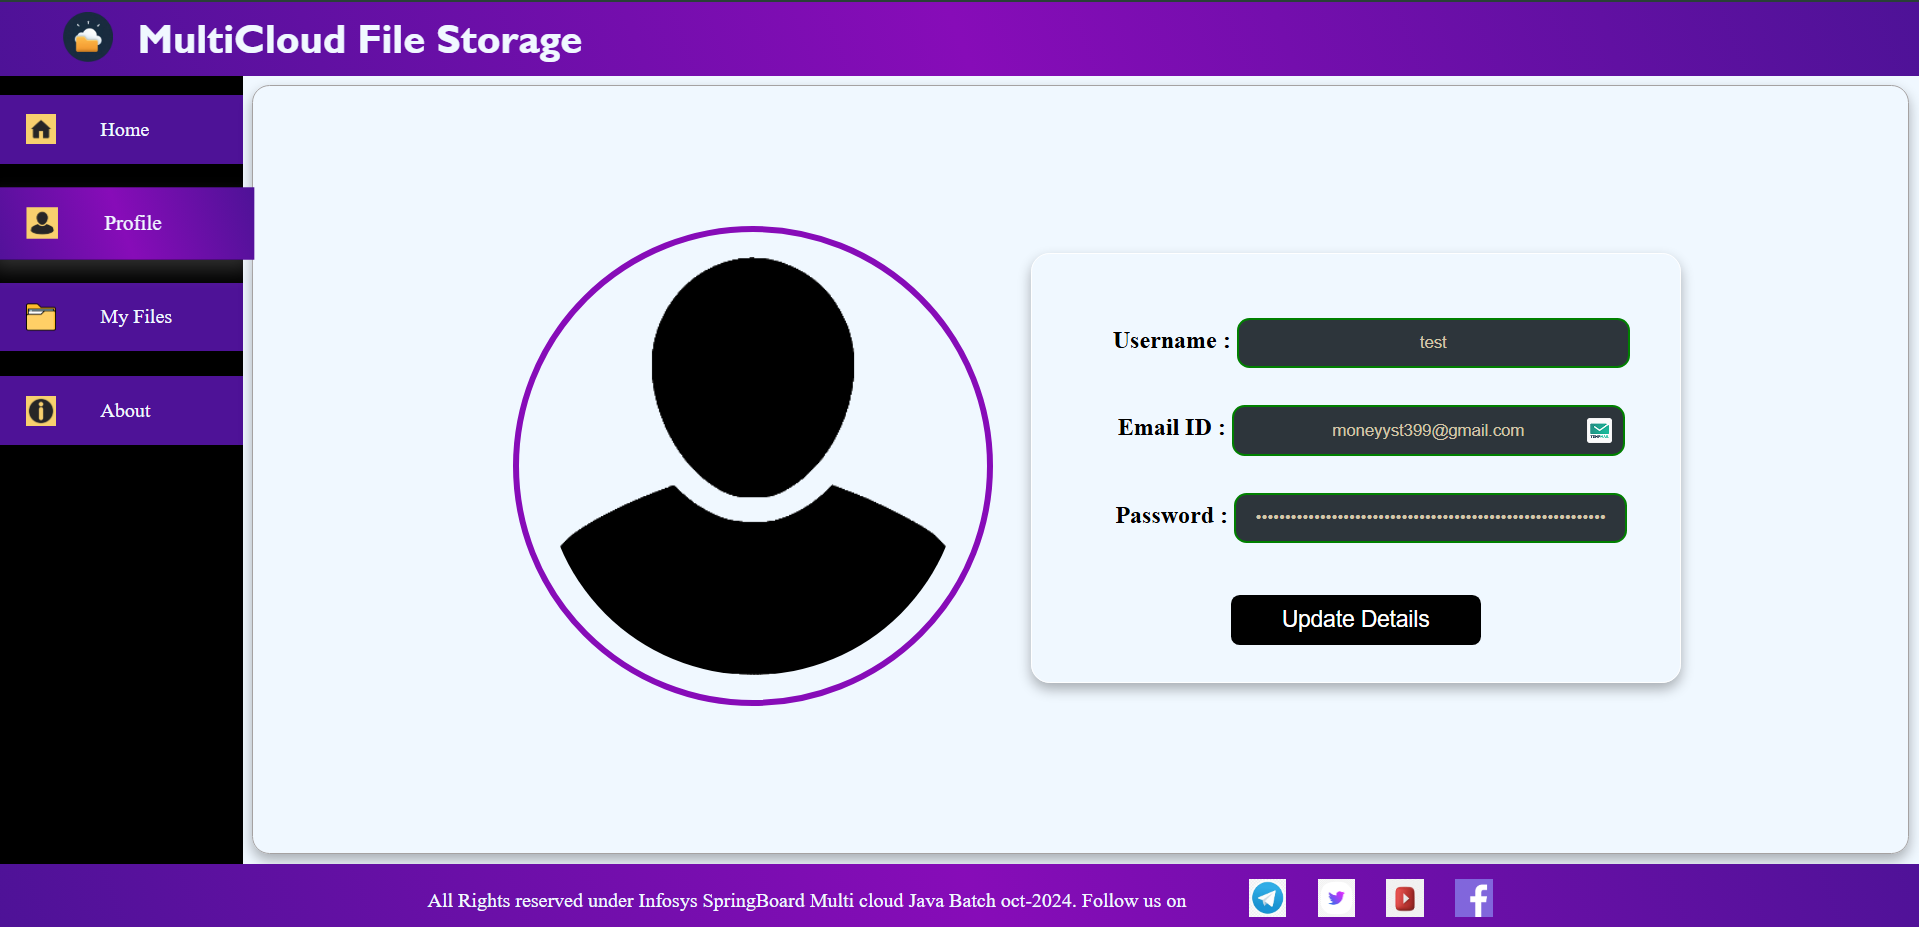 MultiCloud File Storage
Home
Profile
My Files
About
Username : test
Email ID : moneyyst399@gmail.com
Password : ••••••••••••••••••••••••••••••••••••••••••••••••••••••••••••
Update Details
All Rights reserved under Infosys SpringBoard Multi cloud Java Batch oct-2024. Follow us on